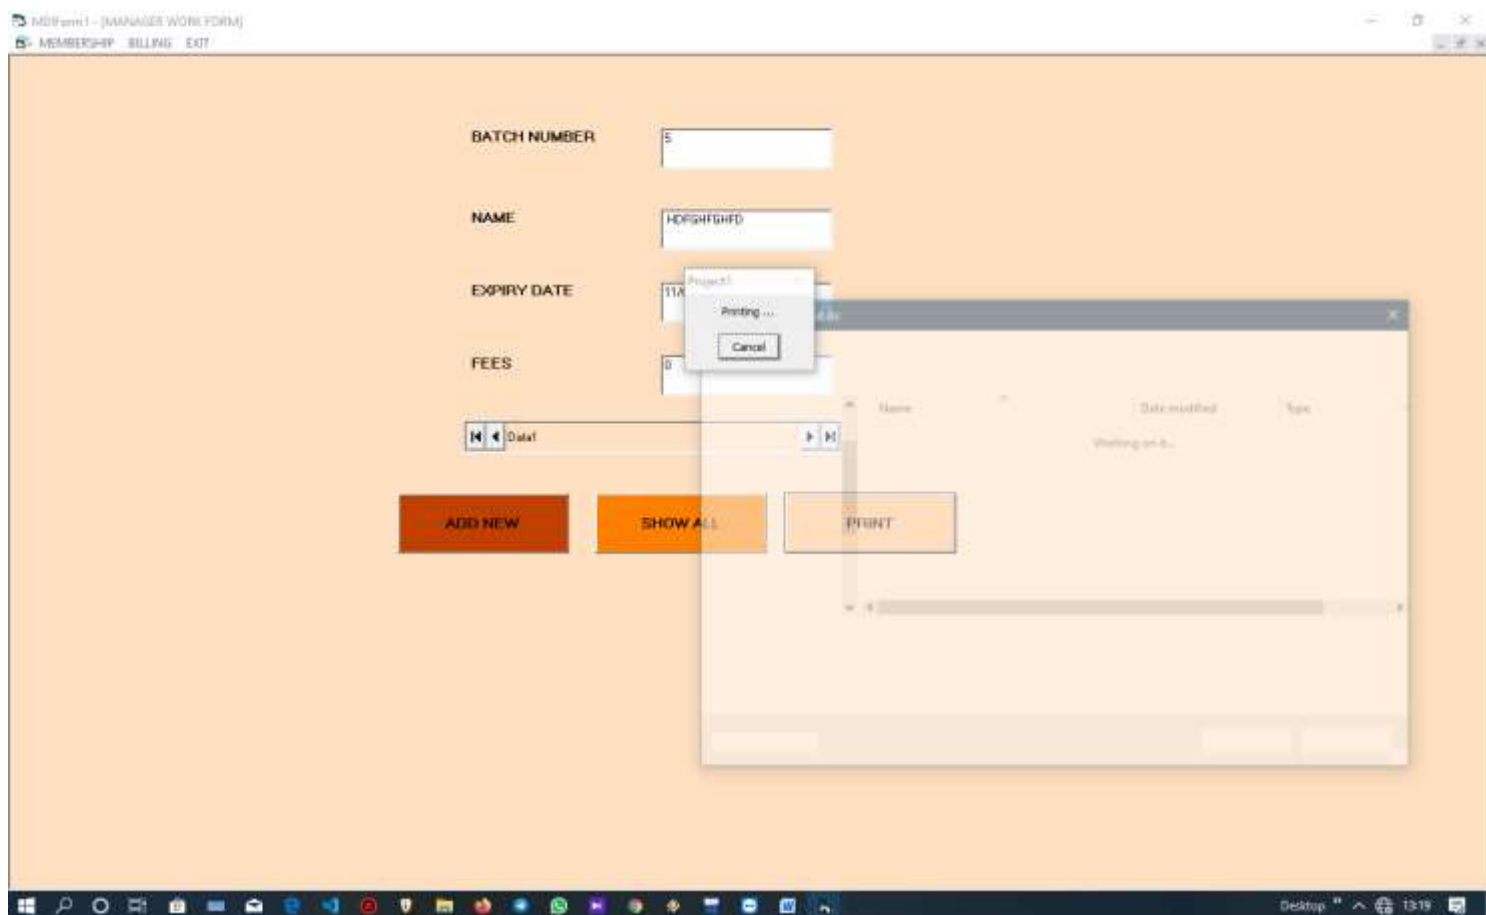 MDIForm1 - [MANAGER WORK FORM]
MEMBERSHIP BILLING EXIT
BATCH NUMBER
5
NAME
HDFGHFGHFD
Project1
EXPIRY DATE
Printing ...
Cancel
FEES
0
Name Date modified Type
Working on it...
Data1
ADD NEW SHOW ALL PRINT
Desktop 13:19